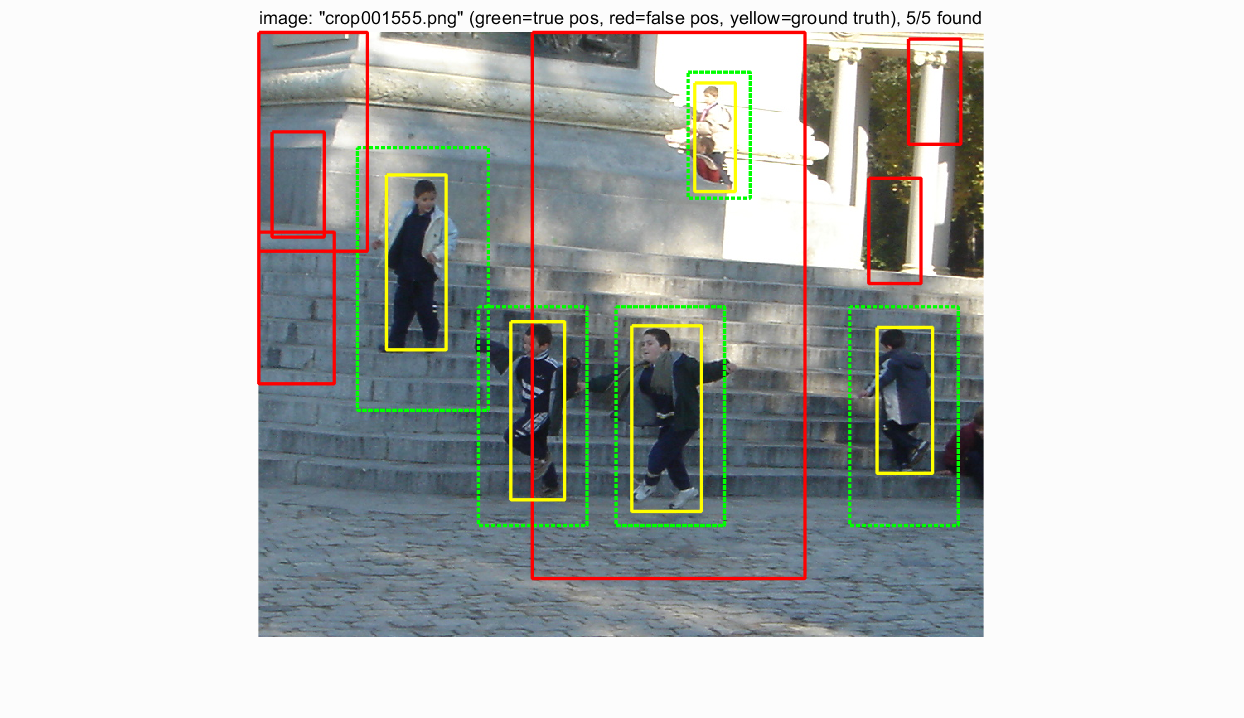 image: "crop001555.png" (green=true pos, red=false pos, yellow=ground truth), 5/5 found